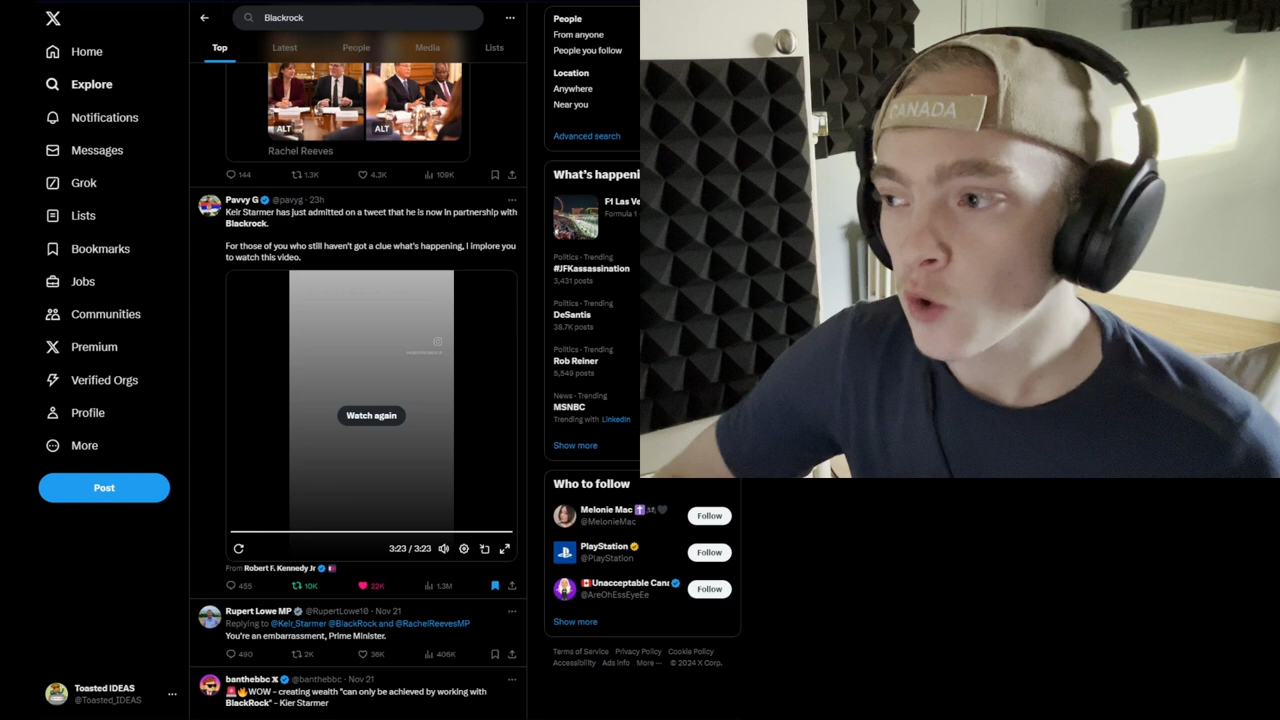 Home
Explore
Notifications
Messages
Grok
Lists
Bookmarks
Jobs
Communities
Premium
Verified Orgs
Profile
More
Post
Toasted IDEAS
@Toasted_IDEAS
Blackrock
Top
Latest
People
Media
Lists
ALT
ALT
Rachel Reeves
144
1.3K
4.3K
109K
Pavvy G @pavyg · 23h
Keir Starmer has just admitted on a tweet that he is now in partnership with
Blackrock.
For those of you who still haven't got a clue what's happening, I implore you
to watch this video.
Watch again
3:23 / 3:23
From Robert F. Kennedy Jr
455
10K
22K
1.3M
Rupert Lowe MP @RupertLowe10 · Nov 21
Replying to @Keir_Starmer @BlackRock and @RachelReevesMP
You're an embarrassment, Prime Minister.
490
2K
36K
406K
banthebbc @banthebbc · Nov 21
WOW - creating wealth "can only be achieved by working with
BlackRock" - Kier Starmer
People
From anyone
People you follow
Location
Anywhere
Near you
Advanced search
What's happeni
F1 Las Ve
Formula 1
Politics · Trending
#JFKassassination
3,431 posts
Politics · Trending
DeSantis
38.7K posts
Politics · Trending
Rob Reiner
5,549 posts
News · Trending
MSNBC
Trending with LinkedIn
Show more
Who to follow
Melonie Mac
@MelonieMac
Follow
PlayStation
@PlayStation
Follow
Unacceptable Cana
@AreOhEssEyeEe
Follow
Show more
Terms of Service Privacy Policy Cookie Policy
Accessibility Ads info More ··· © 2024 X Corp.
CANADA